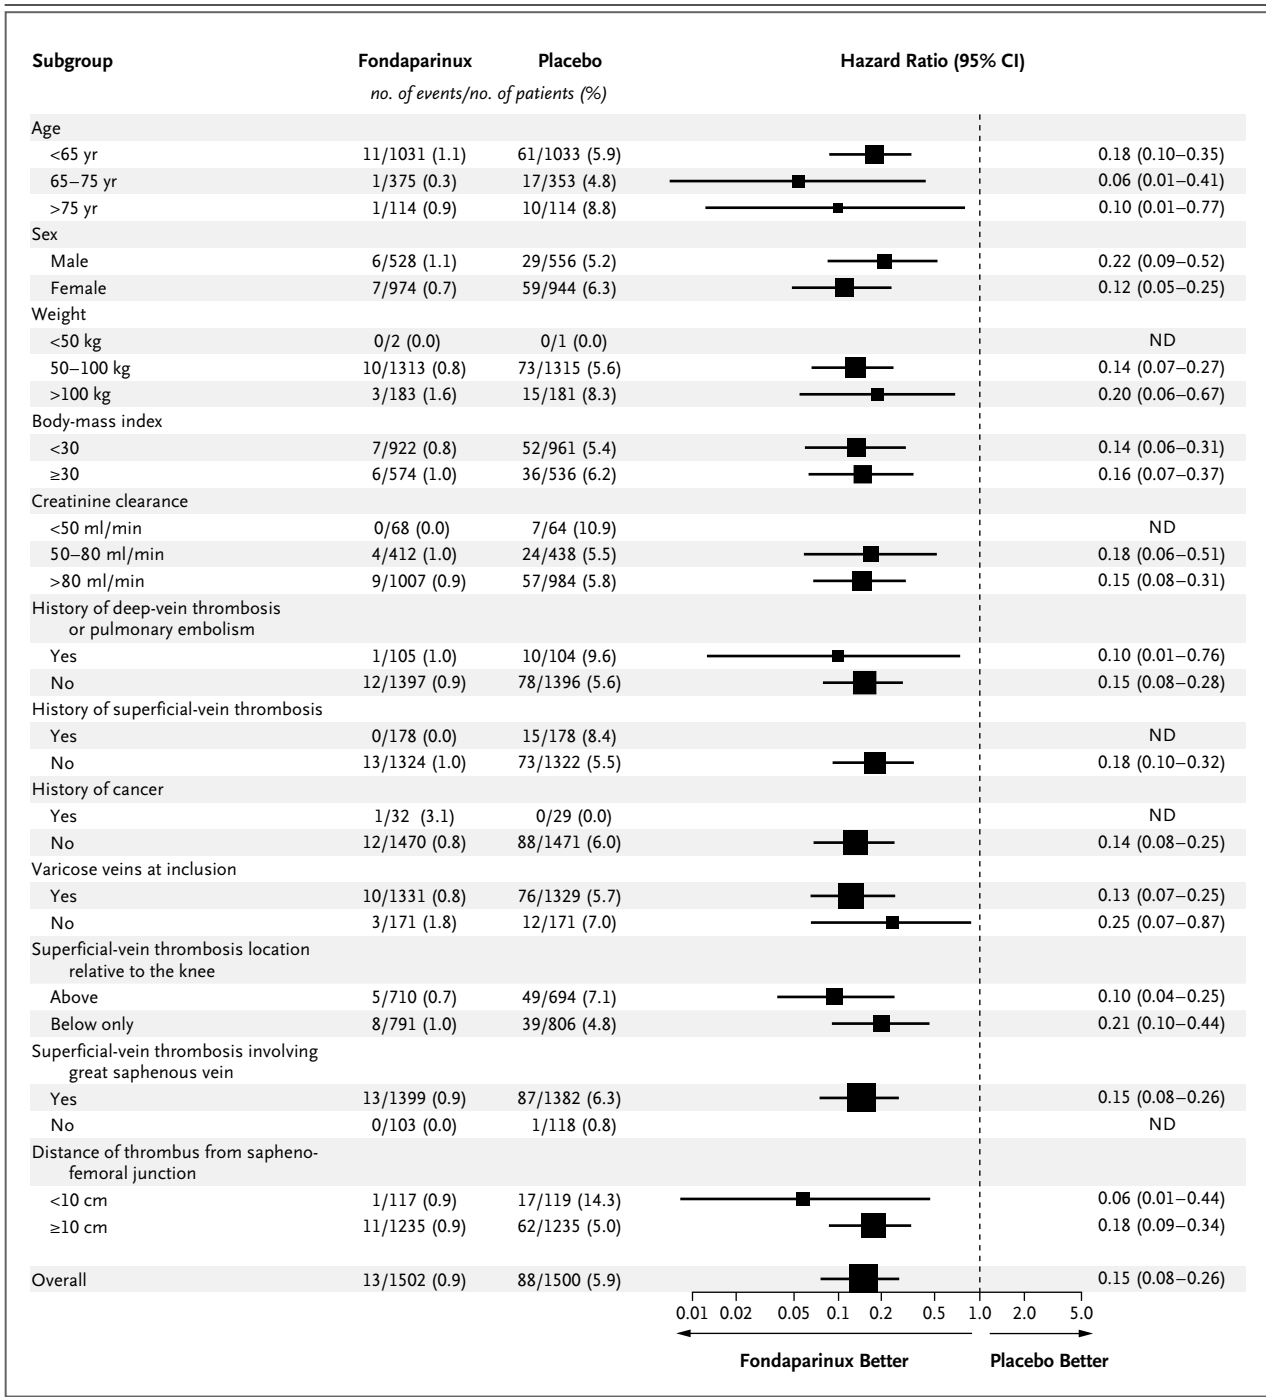 Subgroup Fondaparinux Placebo Hazard Ratio (95% CI)
no. of events/no. of patients (%)
Age
<65 yr 11/1031 (1.1) 61/1033 (5.9) 0.18 (0.10–0.35)
65–75 yr 1/375 (0.3) 17/353 (4.8) 0.06 (0.01–0.41)
>75 yr 1/114 (0.9) 10/114 (8.8) 0.10 (0.01–0.77)
Sex
Male 6/528 (1.1) 29/556 (5.2) 0.22 (0.09–0.52)
Female 7/974 (0.7) 59/944 (6.3) 0.12 (0.05–0.25)
Weight
<50 kg 0/2 (0.0) 0/1 (0.0) ND
50–100 kg 10/1313 (0.8) 73/1315 (5.6) 0.14 (0.07–0.27)
>100 kg 3/183 (1.6) 15/181 (8.3) 0.20 (0.06–0.67)
Body-mass index
<30 7/922 (0.8) 52/961 (5.4) 0.14 (0.06–0.31)
≥30 6/574 (1.0) 36/536 (6.2) 0.16 (0.07–0.37)
Creatinine clearance
<50 ml/min 0/68 (0.0) 7/64 (10.9) ND
50–80 ml/min 4/412 (1.0) 24/438 (5.5) 0.18 (0.06–0.51)
>80 ml/min 9/1007 (0.9) 57/984 (5.8) 0.15 (0.08–0.31)
History of deep-vein thrombosis
or pulmonary embolism
Yes 1/105 (1.0) 10/104 (9.6) 0.10 (0.01–0.76)
No 12/1397 (0.9) 78/1396 (5.6) 0.15 (0.08–0.28)
History of superficial-vein thrombosis
Yes 0/178 (0.0) 15/178 (8.4) ND
No 13/1324 (1.0) 73/1322 (5.5) 0.18 (0.10–0.32)
History of cancer
Yes 1/32 (3.1) 0/29 (0.0) ND
No 12/1470 (0.8) 88/1471 (6.0) 0.14 (0.08–0.25)
Varicose veins at inclusion
Yes 10/1331 (0.8) 76/1329 (5.7) 0.13 (0.07–0.25)
No 3/171 (1.8) 12/171 (7.0) 0.25 (0.07–0.87)
Superficial-vein thrombosis location
relative to the knee
Above 5/710 (0.7) 49/694 (7.1) 0.10 (0.04–0.25)
Below only 8/791 (1.0) 39/806 (4.8) 0.21 (0.10–0.44)
Superficial-vein thrombosis involving
great saphenous vein
Yes 13/1399 (0.9) 87/1382 (6.3) 0.15 (0.08–0.26)
No 0/103 (0.0) 1/118 (0.8) ND
Distance of thrombus from sapheno-
femoral junction
<10 cm 1/117 (0.9) 17/119 (14.3) 0.06 (0.01–0.44)
≥10 cm 11/1235 (0.9) 62/1235 (5.0) 0.18 (0.09–0.34)
Overall 13/1502 (0.9) 88/1500 (5.9) 0.15 (0.08–0.26)
0.01 0.02 0.05 0.1 0.2 0.5 1.0 2.0 5.0
Fondaparinux Better Placebo Better